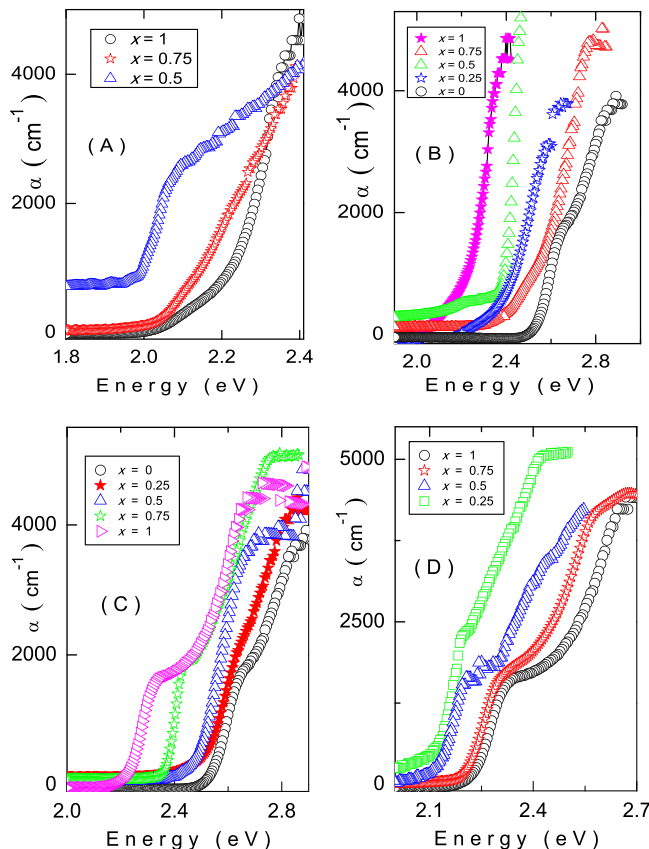 x = 1
x = 0.75
x = 0.5
( A )
4000
2000
0
1.8 2.0 2.2 2.4
Energy (eV)
α ( cm⁻¹ )
x = 1
x = 0.75
x = 0.5
x = 0.25
x = 0
( B )
4000
2000
0
2.0 2.4 2.8
Energy (eV)
α ( cm⁻¹ )
x = 0
x = 0.25
x = 0.5
x = 0.75
x = 1
( C )
4000
2000
0
2.0 2.4 2.8
Energy (eV)
α ( cm⁻¹ )
x = 1
x = 0.75
x = 0.5
x = 0.25
( D )
5000
2500
0
2.1 2.4 2.7
Energy (eV)
α ( cm⁻¹ )